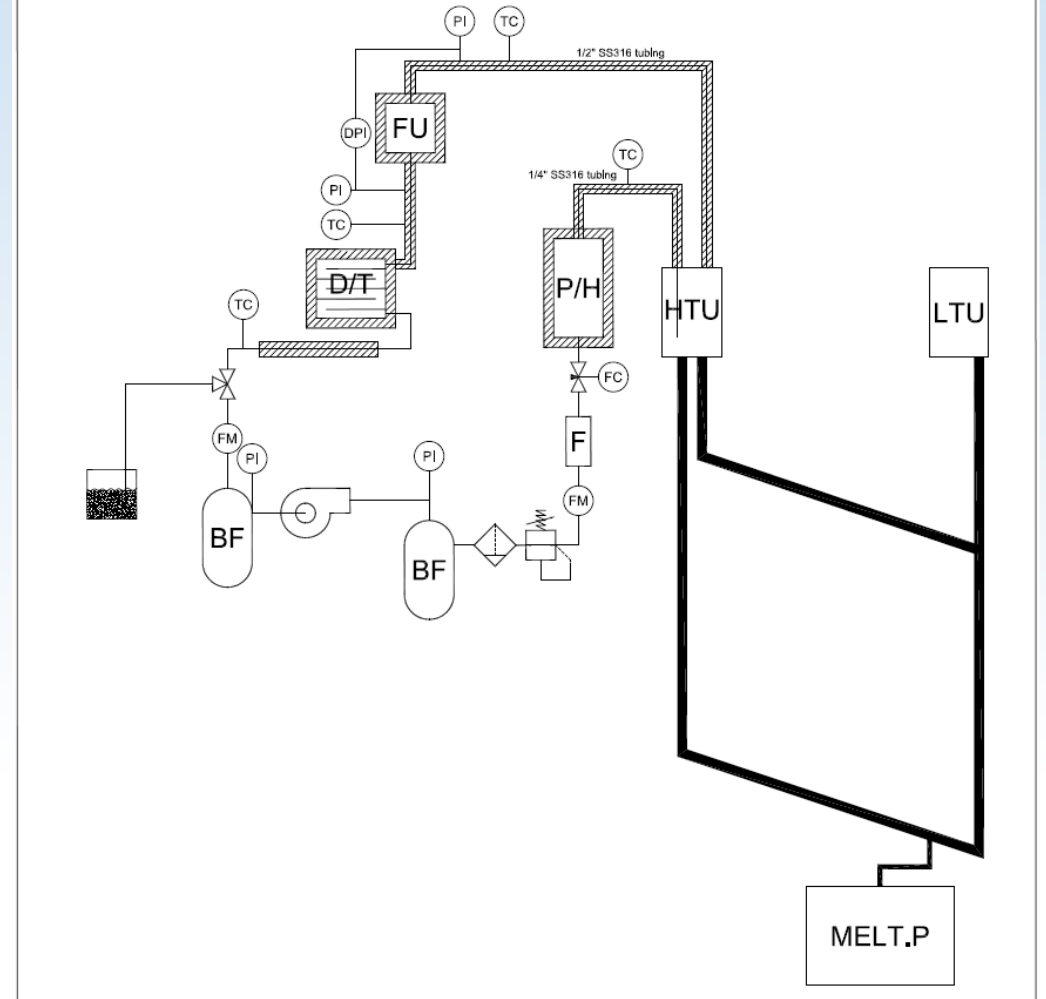 PI
TC
1/2" SS316 tubing
FU
DPI
TC
1/4" SS316 tubing
PI
TC
D/T
P/H
HTU
LTU
TC
FC
FM
F
PI
PI
FM
BF
BF
MELT.P